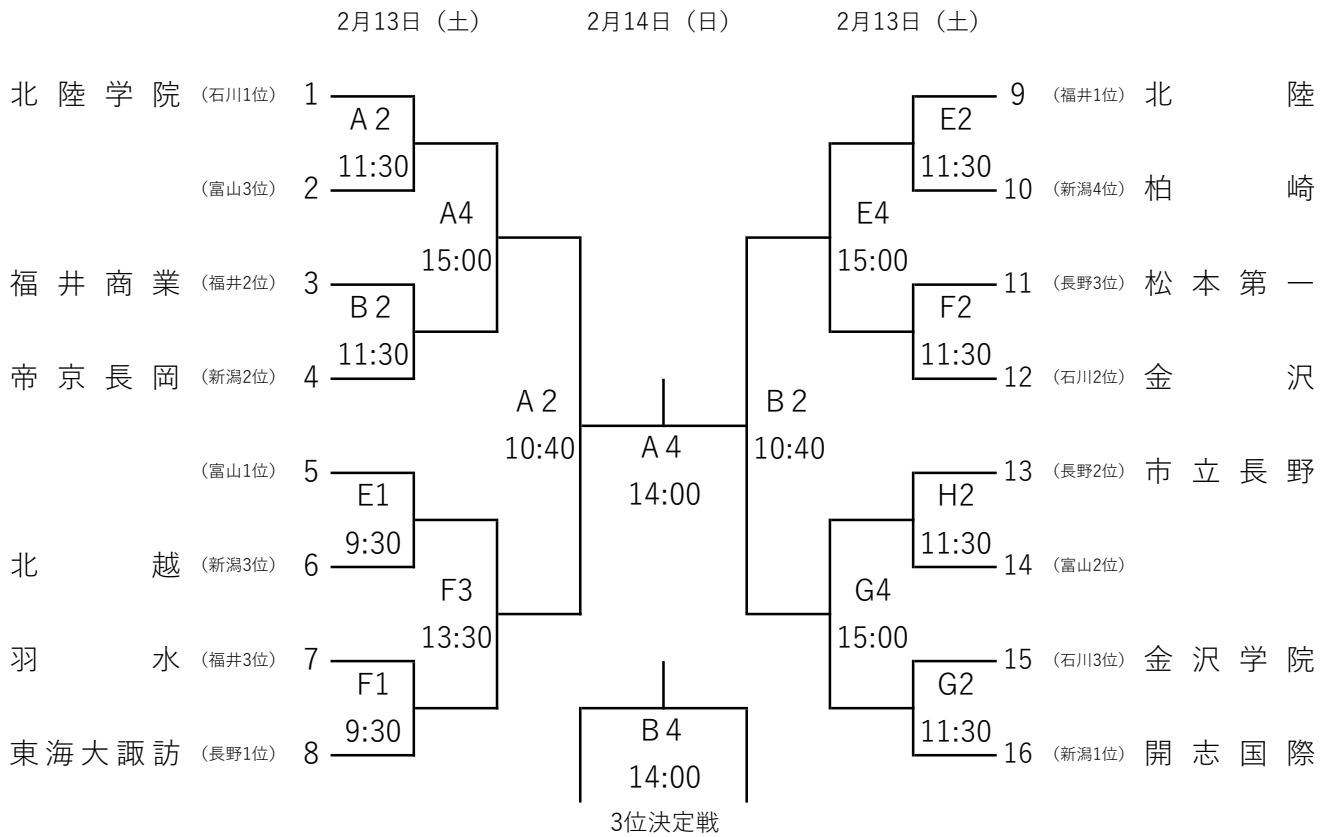 2月13日（土） 2月14日（日） 2月13日（土）
北陸学院 （石川1位） 1
A 2
11:30
（富山3位） 2
A4
15:00
福井商業 （福井2位） 3
B 2
11:30
帝京長岡 （新潟2位） 4
A 2
10:40
（富山1位） 5
E1
9:30
北越 （新潟3位） 6
F3
13:30
羽水 （福井3位） 7
F1
9:30
東海大諏訪 （長野1位） 8
A 4
14:00
B 4
14:00
3位決定戦
9 （福井1位） 北陸
E2
11:30
10 （新潟4位） 柏崎
E4
15:00
11 （長野3位） 松本第一
F2
11:30
12 （石川2位） 金沢
B 2
10:40
13 （長野2位） 市立長野
H2
11:30
14 （富山2位）
G4
15:00
15 （石川3位） 金沢学院
G2
11:30
16 （新潟1位） 開志国際